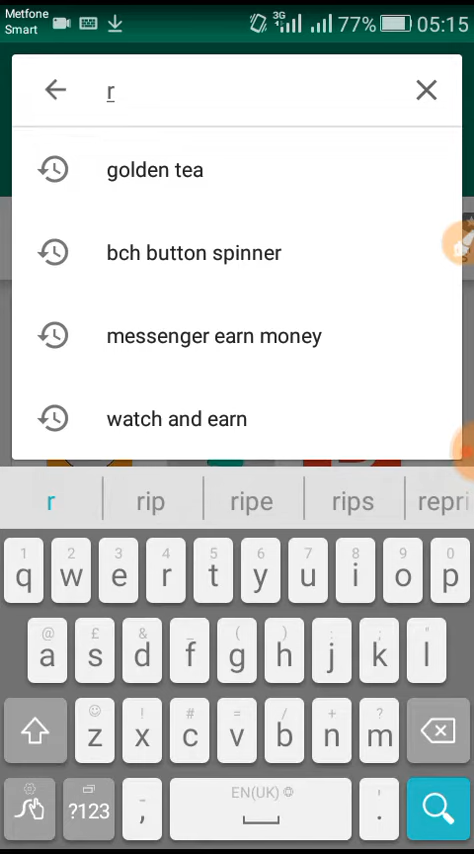 Metfone
Smart
3G
77%
05:15
r
golden tea
bch button spinner
messenger earn money
watch and earn
r rip ripe rips repri
1 2 3 4 5 6 7 8 9 0
q w e r t y u i o p
@ £ & _ ( ) : ; "
a s d f g h j k l
! # = / + ?
z x c v b n m
?123 , EN(UK) ' .